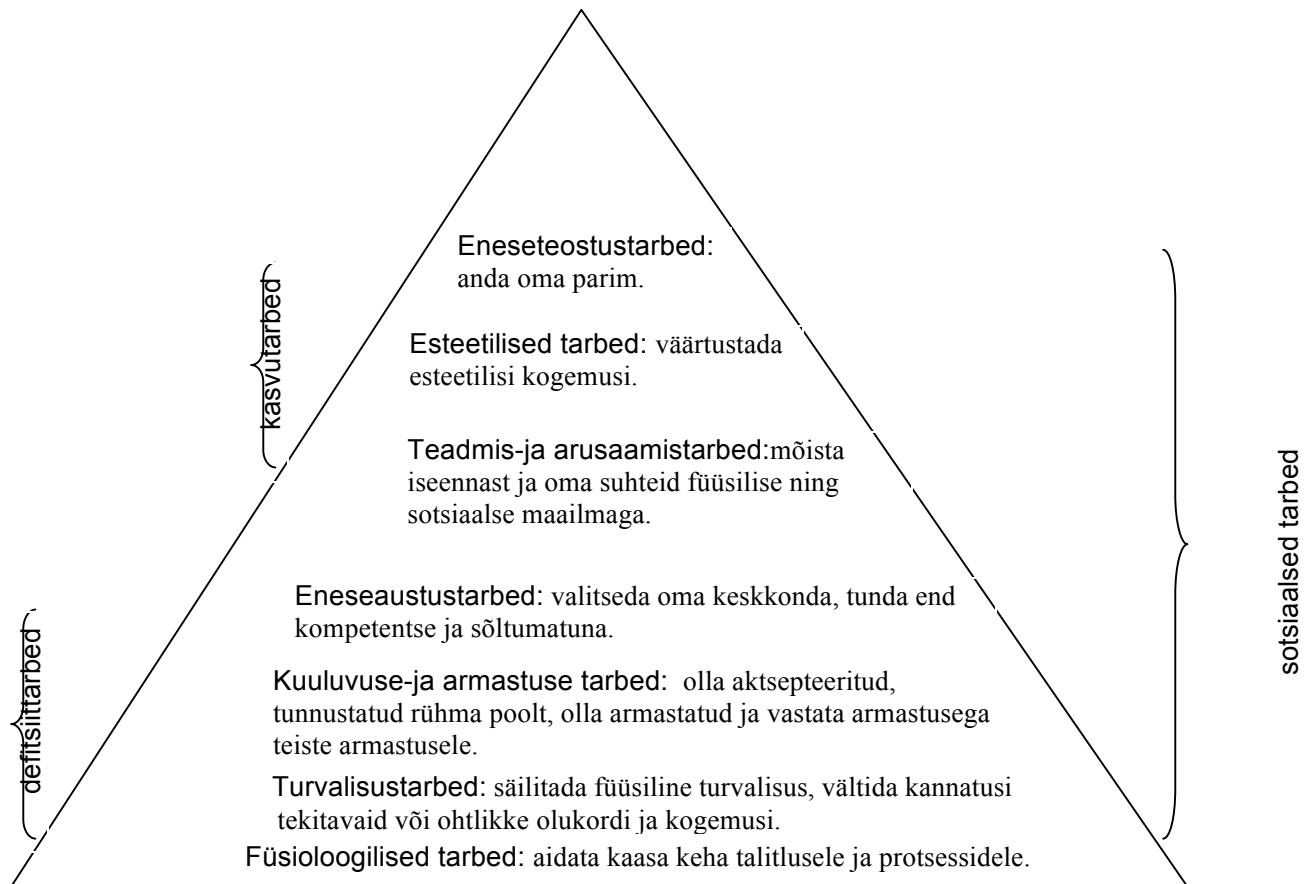 Eneseteostustarbed:
anda oma parim.
kasvutarbed
Esteetilised tarbed: väärtustada
esteetilisi kogemusi.
Teadmis-ja arusaamistarbed:mõista
iseennast ja oma suhteid füüsilise ning
sotsiaalse maailmaga.
sotsiaalsed tarbed
Eneseaustustarbed: valitseda oma keskkonda, tunda end
kompetentse ja sõltumatuna.
defitsiittarbed
Kuuluvuse-ja armastuse tarbed: olla aktsepteeritud,
tunnustatud rühma poolt, olla armastatud ja vastata armastusega
teiste armastusele.
Turvalisustarbed: säilitada füüsiline turvalisus, vältida kannatusi
tekitavaid või ohtlikke olukordi ja kogemusi.
Füsioloogilised tarbed: aidata kaasa keha talitlusele ja protsessidele.